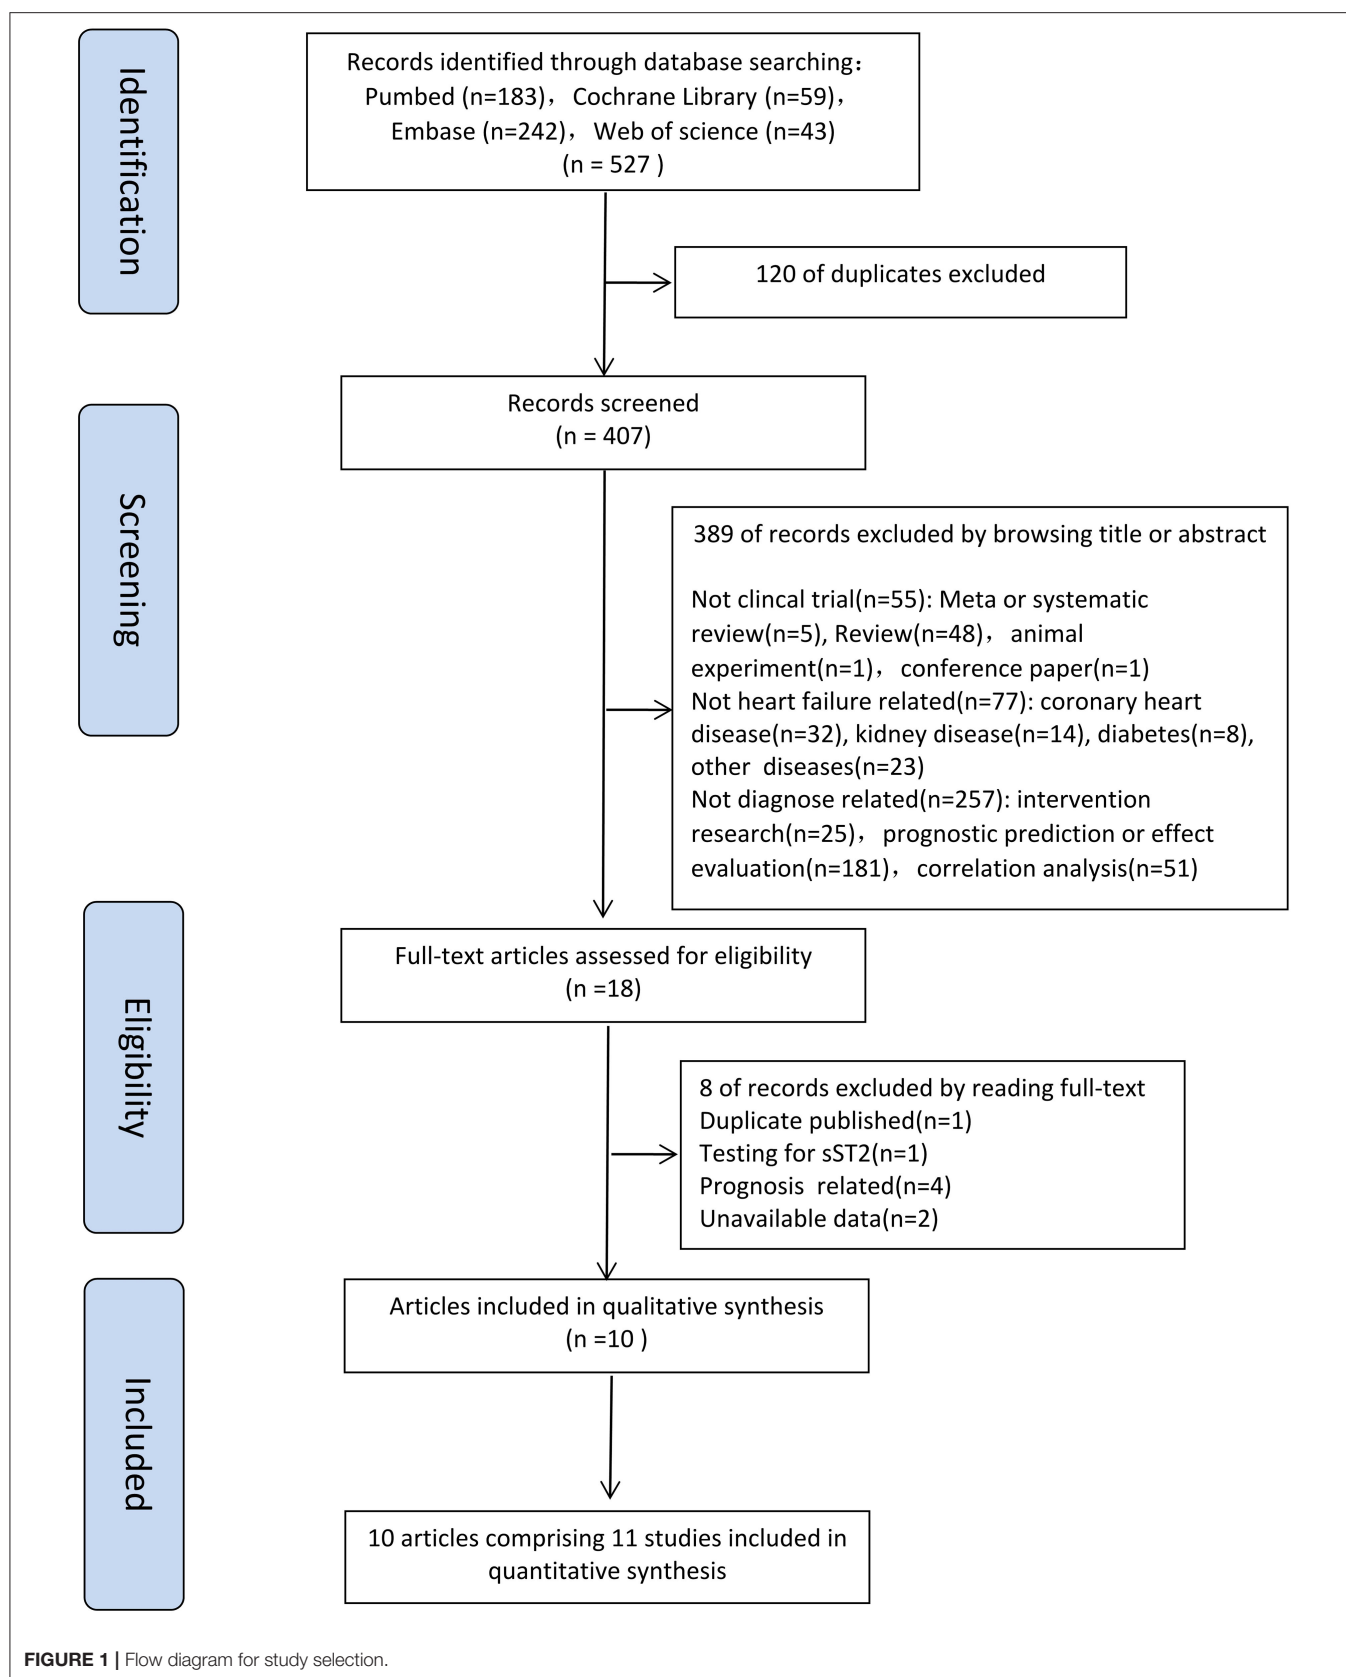 Identification
Records identified through database searching：
Pumbed (n=183)，Cochrane Library (n=59)，
Embase (n=242)，Web of science (n=43)
(n = 527 )
120 of duplicates excluded
Screening
Records screened
(n = 407)
389 of records excluded by browsing title or abstract
Not clincal trial(n=55): Meta or systematic
review(n=5), Review(n=48)，animal
experiment(n=1)，conference paper(n=1)
Not heart failure related(n=77): coronary heart
disease(n=32), kidney disease(n=14), diabetes(n=8),
other diseases(n=23)
Not diagnose related(n=257): intervention
research(n=25)，prognostic prediction or effect
evaluation(n=181)，correlation analysis(n=51)
Eligibility
Full-text articles assessed for eligibility
(n =18)
8 of records excluded by reading full-text
Duplicate published(n=1)
Testing for sST2(n=1)
Prognosis related(n=4)
Unavailable data(n=2)
Included
Articles included in qualitative synthesis
(n =10 )
10 articles comprising 11 studies included in
quantitative synthesis
FIGURE 1 | Flow diagram for study selection.